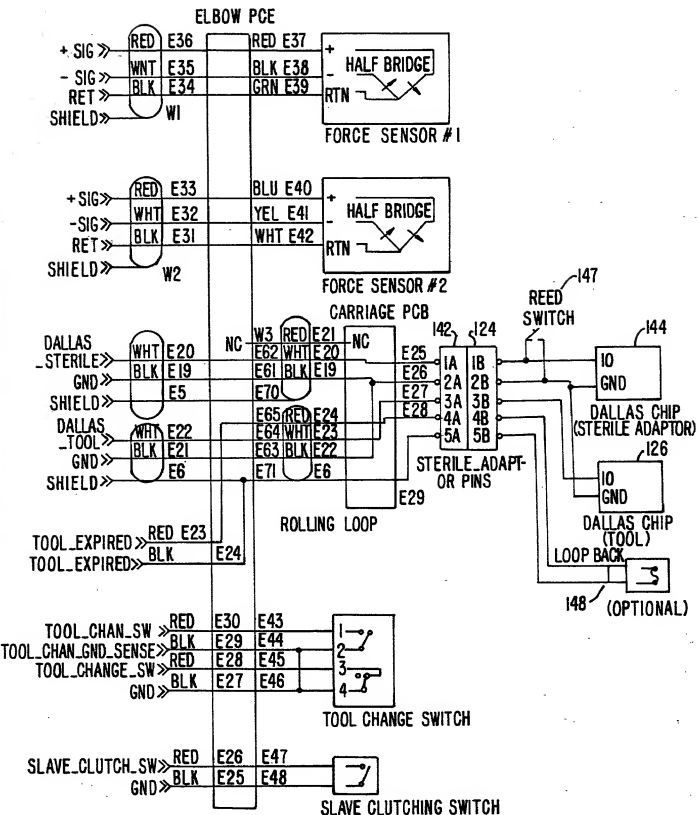 ELBOW PCE
+ SIG RED E36 RED E37 +
HALF BRIDGE
- SIG WNT E35 BLK E38 -
RET BLK E34 GRN E39 RTN
SHIELD W1
FORCE SENSOR #1
+ SIG RED E33 BLU E40 +
HALF BRIDGE
-SIG WHT E32 YEL E41 -
RET BLK E31 WHT E42 RTN
SHIELD W2
FORCE SENSOR #2
CARRIAGE PCB
147
REED
SWITCH
142 124 144
NC W3 RED E21 NC
DALLAS
_STERILE WHT E20 E62 WHT E20 E25 1A 1B IO
GND BLK E19 E61 BLK E19 E26 2A 2B GND
SHIELD E5 E70 E27 3A 3B
DALLAS CHIP
(STERILE ADAPTOR)
DALLAS
_TOOL WHT E22 E65 RED E24 E28 4A 4B
E64 WHT E23 5A 5B
GND BLK E21 E63 BLK E22
126
SHIELD E6 E71 E6
STERILE_ADAPT-
OR PINS
IO
GND
E29
ROLLING LOOP
DALLAS CHIP
(TOOL)
TOOL_EXPIRED RED E23
TOOL_EXPIRED BLK E24
LOOP BACK
148
(OPTIONAL)
TOOL_CHAN_SW RED E30 E43 1
TOOL_CHAN_GND_SENSE BLK E29 E44 2
TOOL_CHANGE_SW RED E28 E45 3
GND BLK E27 E46 4
TOOL CHANGE SWITCH
SLAVE_CLUTCH_SW RED E26 E47
GND BLK E25 E48
SLAVE CLUTCHING SWITCH